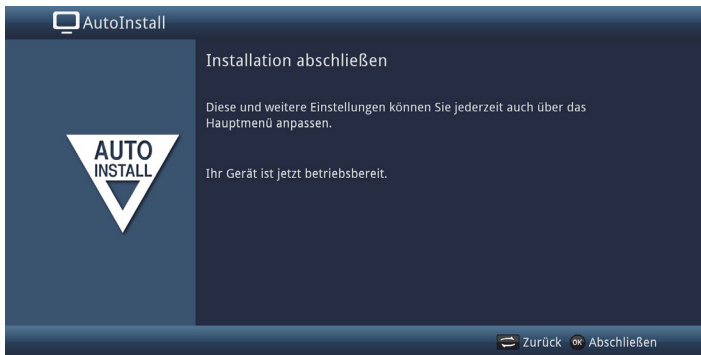 AutoInstall
Installation abschließen
Diese und weitere Einstellungen können Sie jederzeit auch über das
Hauptmenü anpassen.
AUTO
INSTALL
Ihr Gerät ist jetzt betriebsbereit.
Zurück OK Abschließen